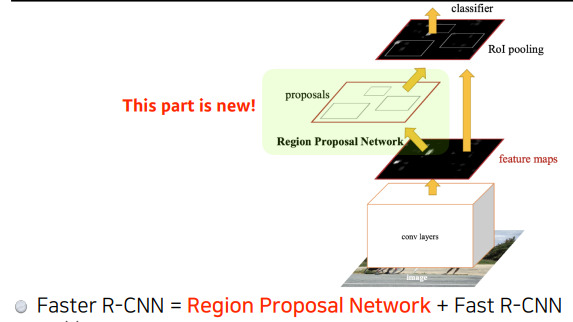 classifier
RoI pooling
proposals
This part is new!
Region Proposal Network
feature maps
conv layers
image
Faster R-CNN = Region Proposal Network + Fast R-CNN